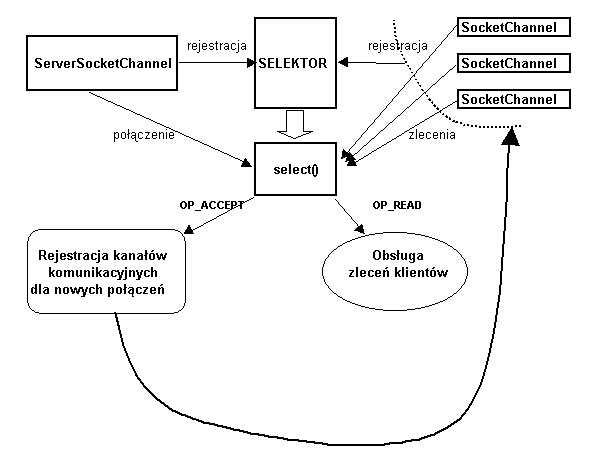 SocketChannel
rejestracja
rejestracja
ServerSocketChannel
SELEKTOR
SocketChannel
SocketChannel
połączenie
zlecenia
select()
OP_ACCEPT
OP_READ
Rejestracja kanałów
komunikacyjnych
dla nowych połączeń
Obsługa
zleceń klientów